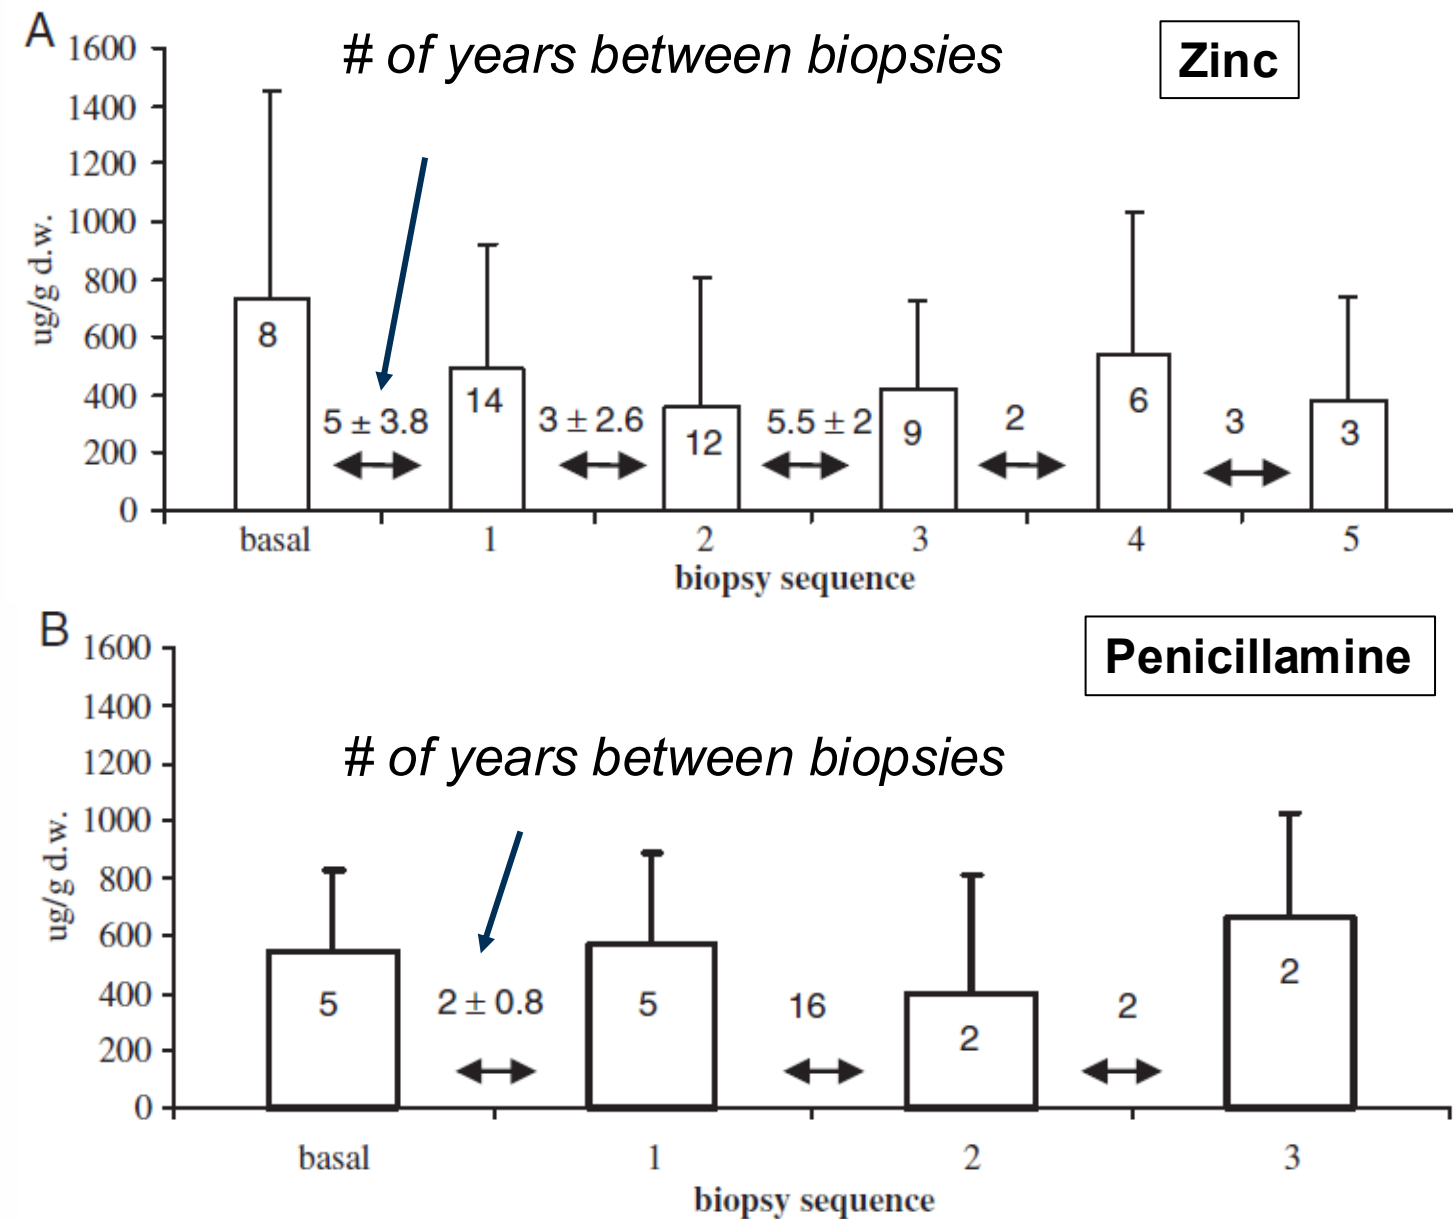 A
# of years between biopsies
Zinc
1600
1400
1200
1000
800
600
400
200
0
ug/g d.w.
8
14
12
9
6
3
5 ± 3.8
3 ± 2.6
5.5 ± 2
2
3
basal 1 2 3 4 5
biopsy sequence
B
Penicillamine
# of years between biopsies
1600
1400
1200
1000
800
600
400
200
0
ug/g d.w.
5
5
2
2
2 ± 0.8
16
2
basal 1 2 3
biopsy sequence